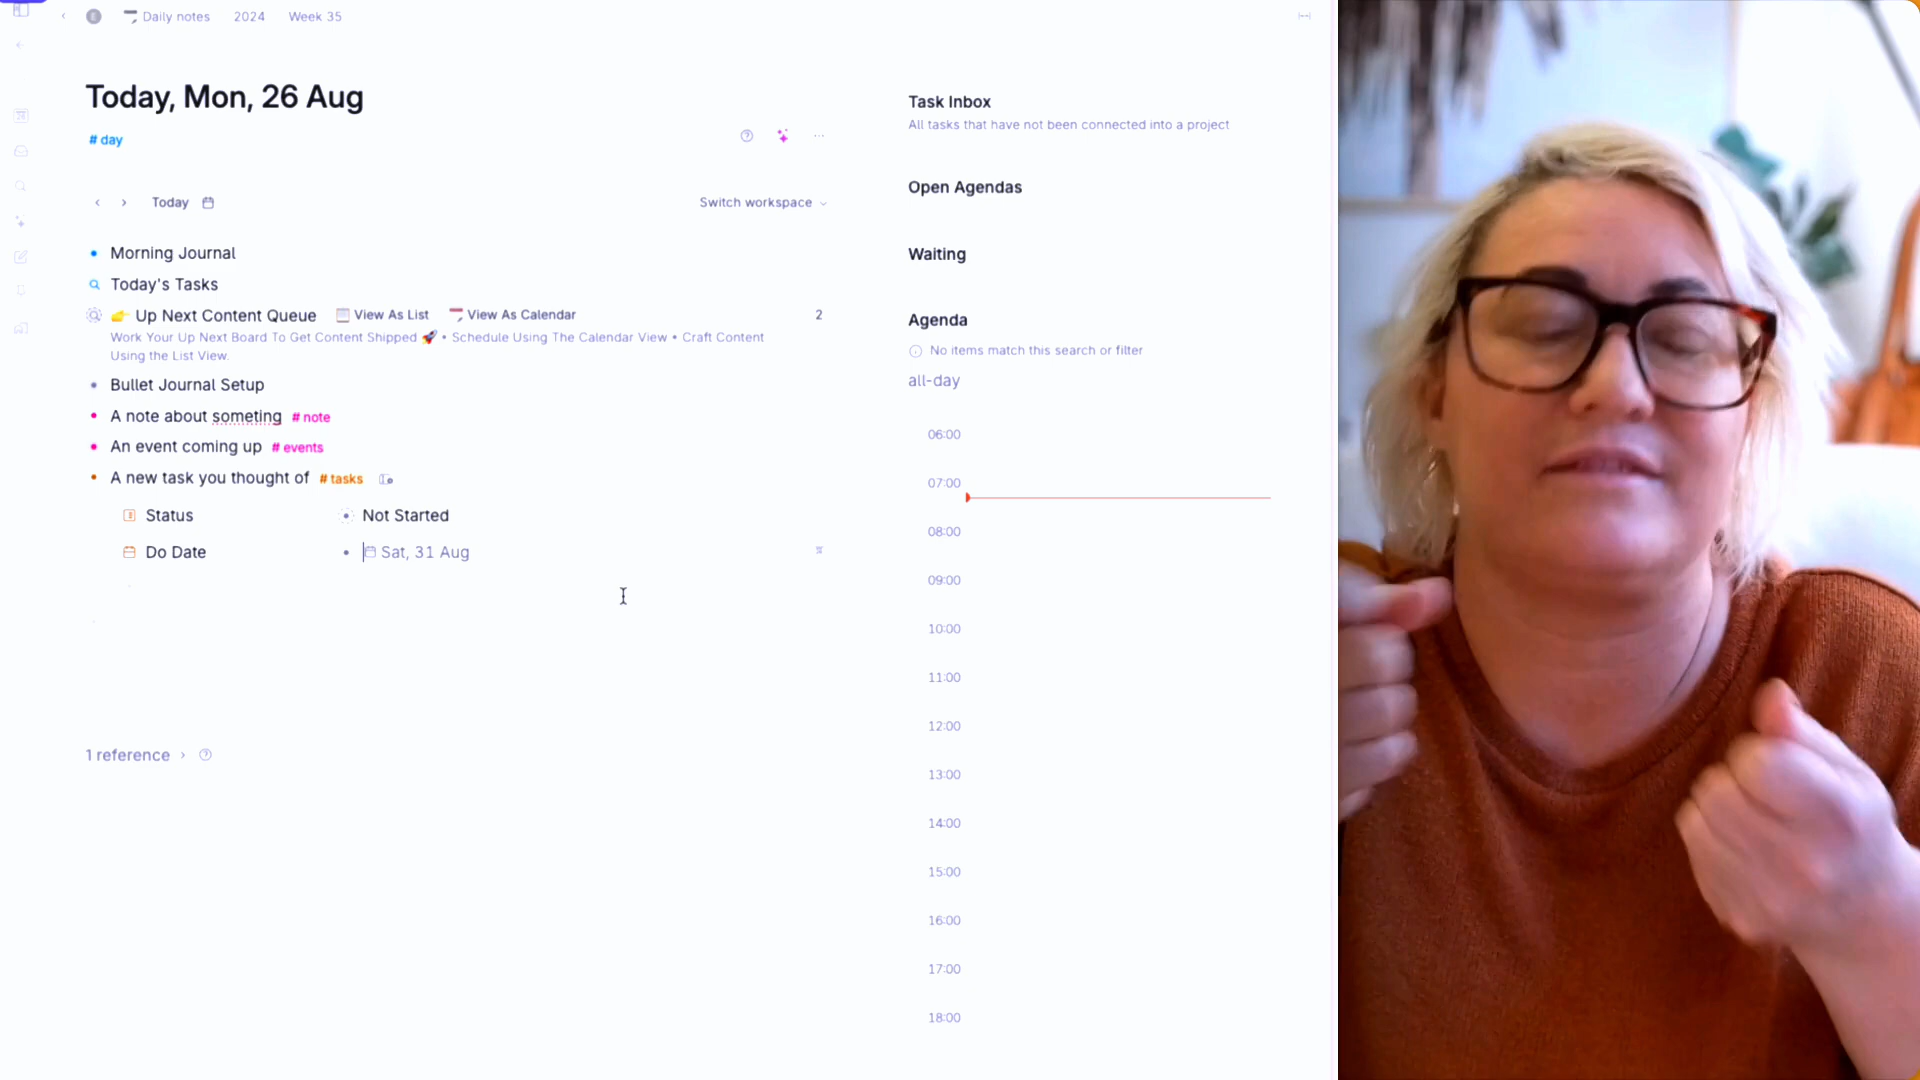 Daily notes 2024 Week 35
Today, Mon, 26 Aug
# day
Today
Switch workspace
Morning Journal
Today's Tasks
👉 Up Next Content Queue View As List View As Calendar 2
Work Your Up Next Board To Get Content Shipped 🚀 • Schedule Using The Calendar View • Craft Content
Using the List View.
Bullet Journal Setup
A note about someting # note
An event coming up # events
A new task you thought of # tasks
Status Not Started
Do Date Sat, 31 Aug
1 reference
Task Inbox
All tasks that have not been connected into a project
Open Agendas
Waiting
Agenda
No items match this search or filter
all-day
06:00
07:00
08:00
09:00
10:00
11:00
12:00
13:00
14:00
15:00
16:00
17:00
18:00